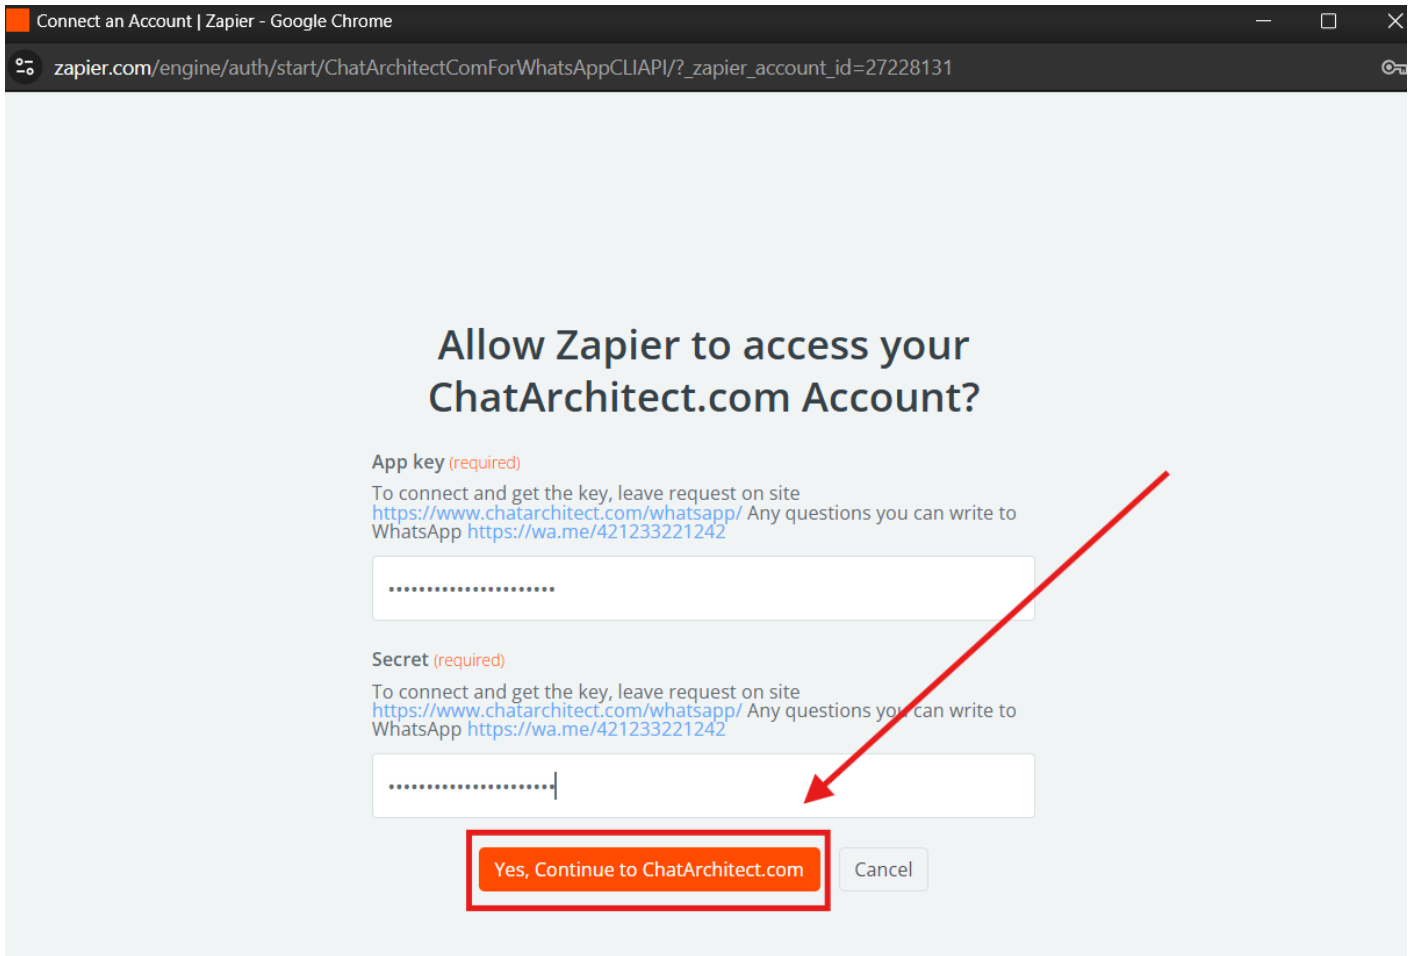 Connect an Account | Zapier - Google Chrome
zapier.com/engine/auth/start/ChatArchitectComForWhatsAppCLIAPI/?_zapier_account_id=27228131
Allow Zapier to access your
ChatArchitect.com Account?
App key (required)
To connect and get the key, leave request on site
https://www.chatarchitect.com/whatsapp/ Any questions you can write to
WhatsApp https://wa.me/421233221242
Secret (required)
To connect and get the key, leave request on site
https://www.chatarchitect.com/whatsapp/ Any questions you can write to
WhatsApp https://wa.me/421233221242
Yes, Continue to ChatArchitect.com
Cancel